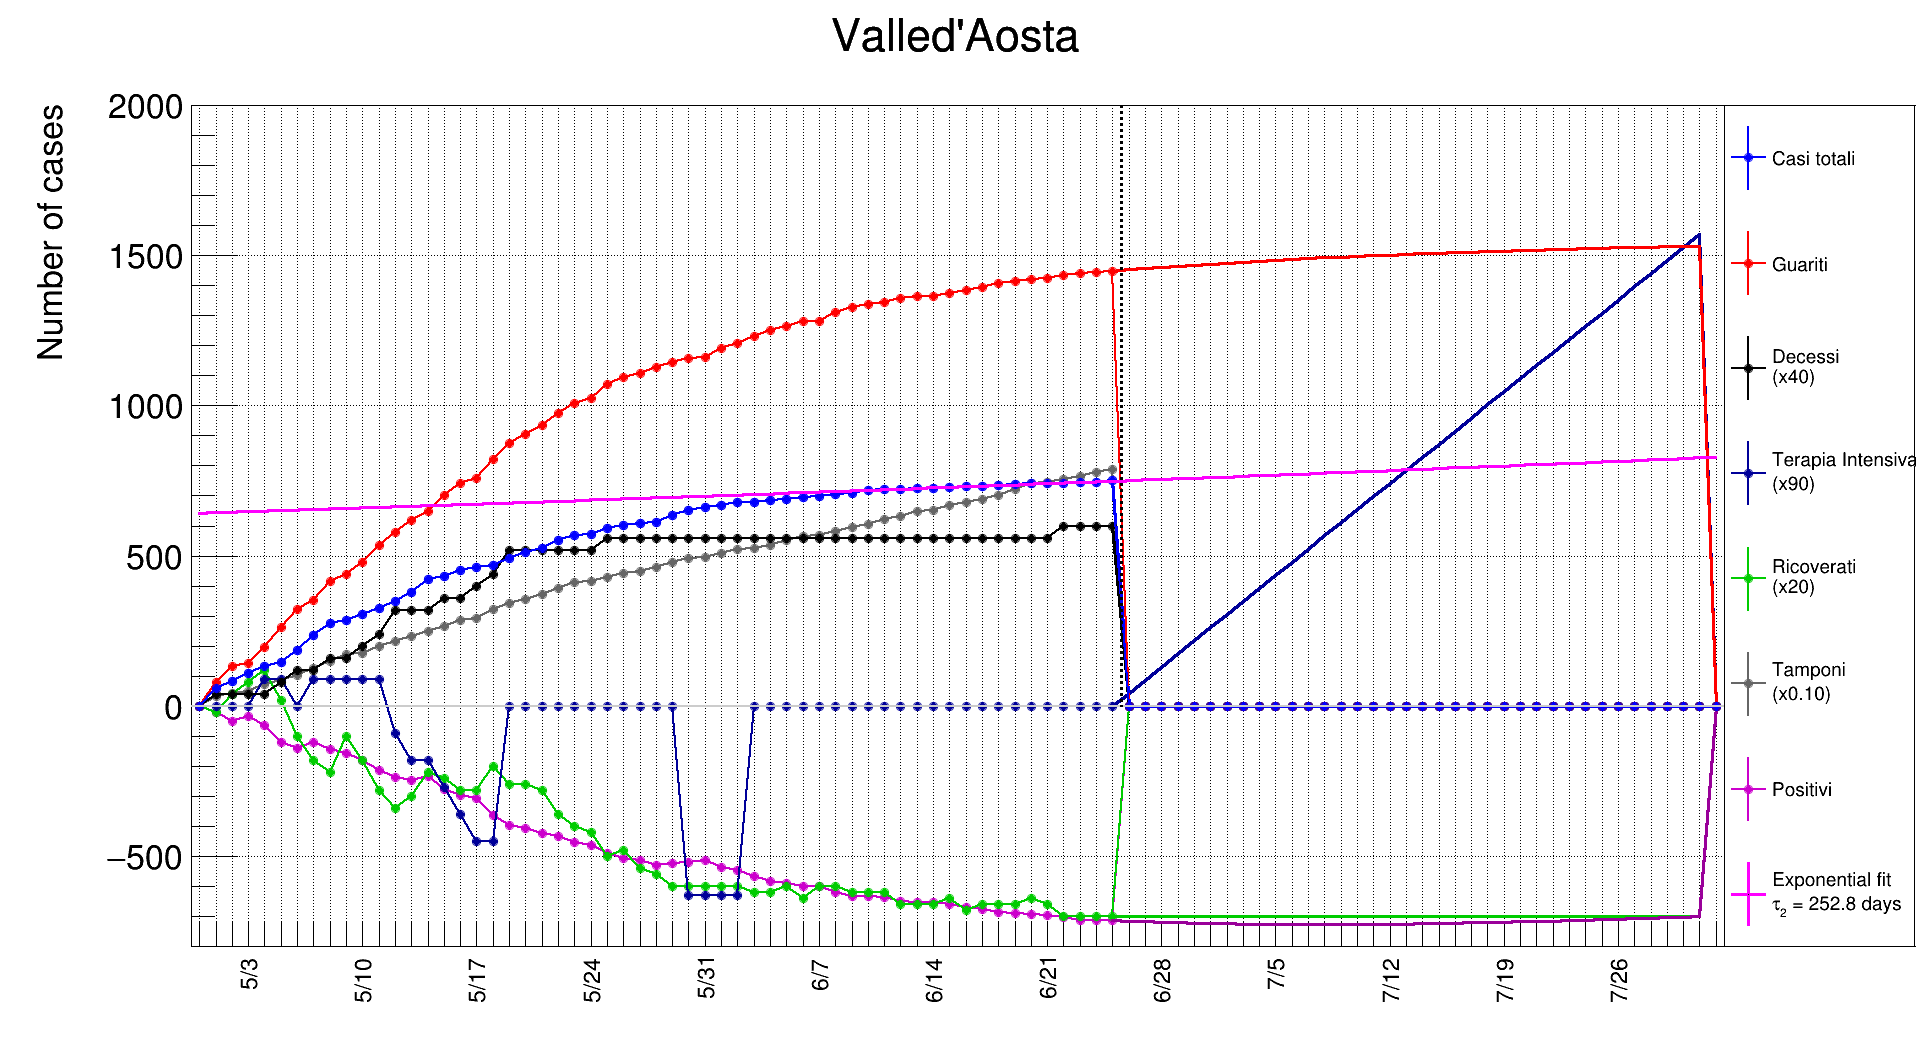 Valled'Aosta
Number of cases
2000
1500
1000
500
0
−500
5/3
5/10
5/17
5/24
5/31
6/7
6/14
6/21
6/28
7/5
7/12
7/19
7/26
Casi totali
Guariti
Decessi
(x40)
Terapia Intensiva
(x90)
Ricoverati
(x20)
Tamponi
(x0.10)
Positivi
Exponential fit
τ2 = 252.8 days